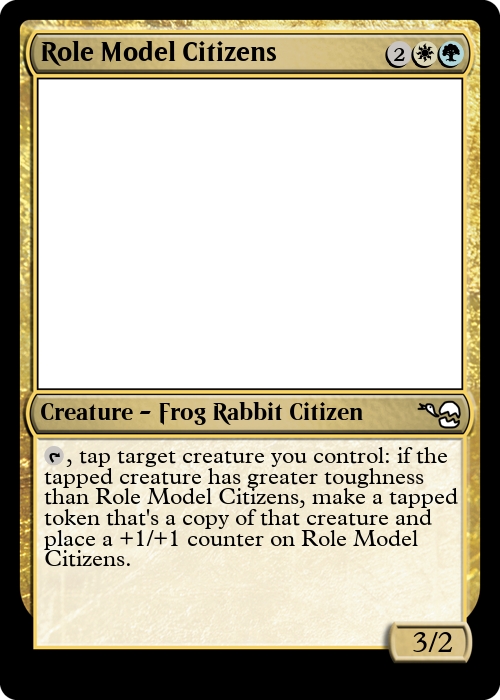 Role Model Citizens 2
Creature – Frog Rabbit Citizen
, tap target creature you control: if the
tapped creature has greater toughness
than Role Model Citizens, make a tapped
token that's a copy of that creature and
place a +1/+1 counter on Role Model
Citizens.
3/2